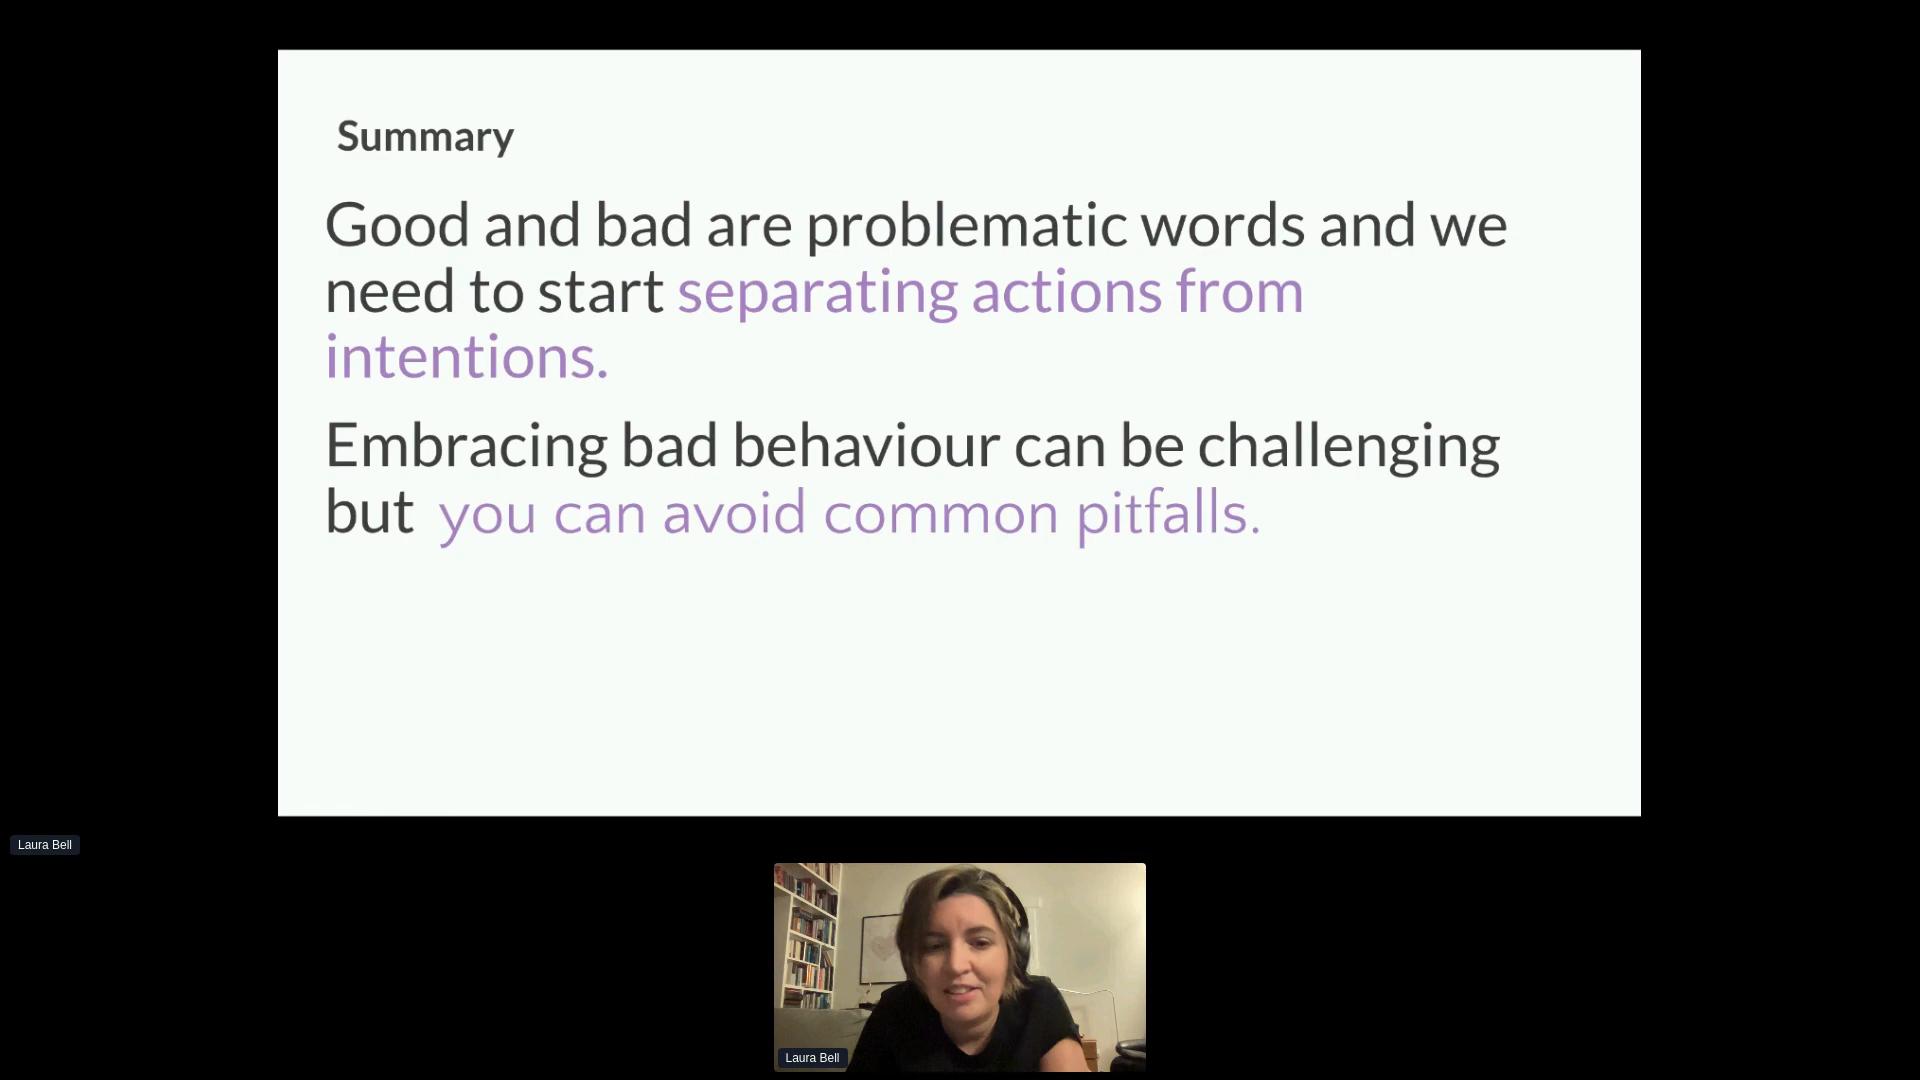 Summary
Good and bad are problematic words and we
need to start separating actions from
intentions.
Embracing bad behaviour can be challenging
but you can avoid common pitfalls.
Laura Bell
Laura Bell